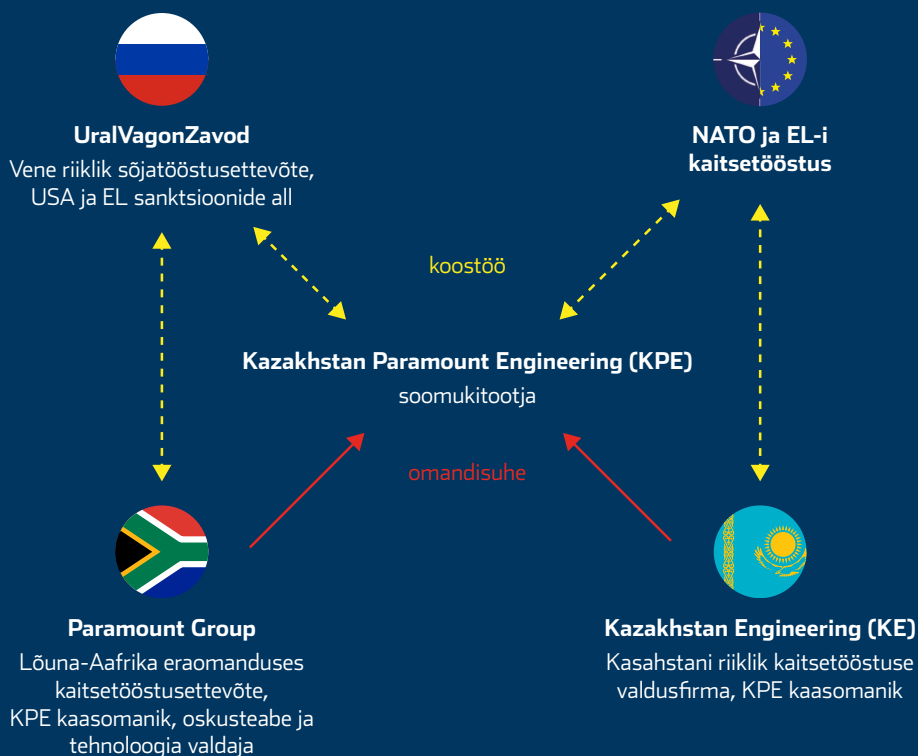 UralVagonZavod
Vene riiklik sõjatööstusettevõte,
USA ja EL sanktsioonide all
NATO ja EL-i
kaitsetööstus
koostöö
Kazakhstan Paramount Engineering (KPE)
soomukitootja
omandisuhe
Paramount Group
Lõuna-Aafrika eraomanduses
kaitsetööstusettevõte,
KPE kaasomanik, oskusteabe ja
tehnoloogia valdaja
Kazakhstan Engineering (KE)
Kasahstani riiklik kaitsetööstuse
valdusfirma, KPE kaasomanik